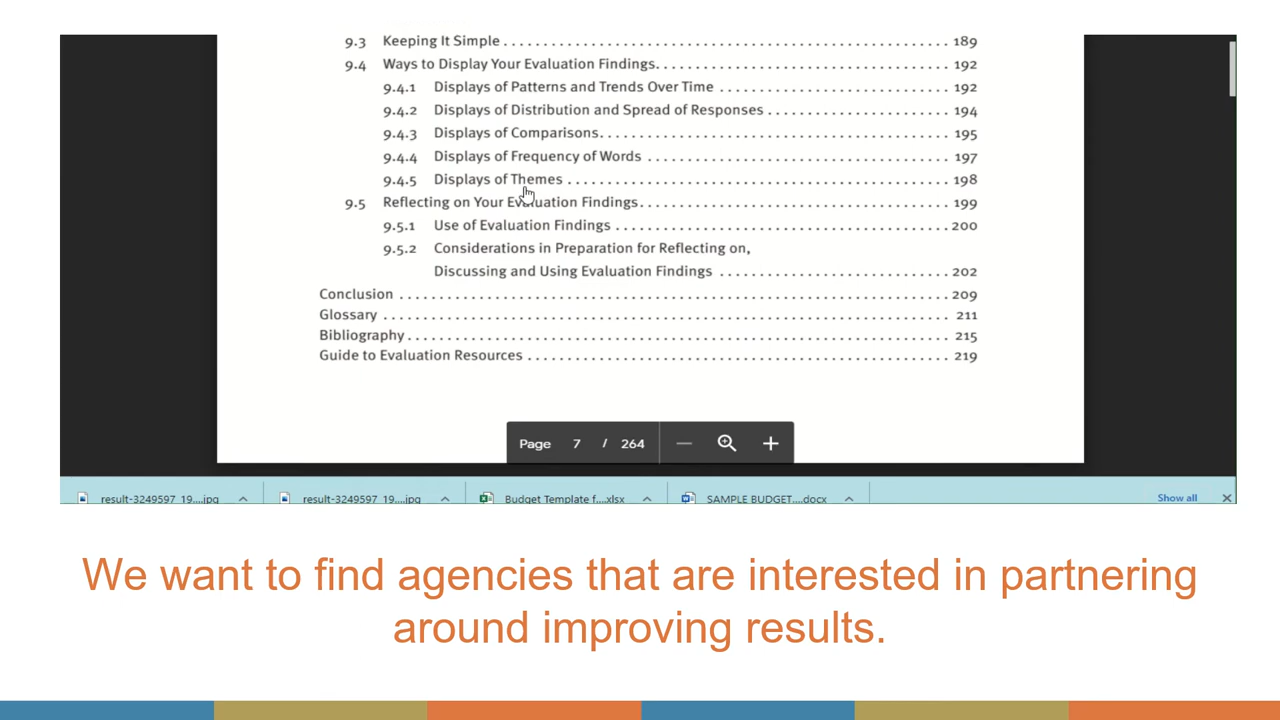 9.3 Keeping It Simple . . . . . . . . . . . . . . . . . . . . . . . . . . . . . . 189
9.4 Ways to Display Your Evaluation Findings. . . . . . . . . . . . . . . . . . . . 192
9.4.1 Displays of Patterns and Trends Over Time . . . . . . . . . . . . . . . . 192
9.4.2 Displays of Distribution and Spread of Responses . . . . . . . . . . . . . 194
9.4.3 Displays of Comparisons. . . . . . . . . . . . . . . . . . . . . . . . . 195
9.4.4 Displays of Frequency of Words . . . . . . . . . . . . . . . . . . . . . 197
9.4.5 Displays of Themes . . . . . . . . . . . . . . . . . . . . . . . . . . . 198
9.5 Reflecting on Your Evaluation Findings. . . . . . . . . . . . . . . . . . . . . 199
9.5.1 Use of Evaluation Findings . . . . . . . . . . . . . . . . . . . . . . . 200
9.5.2 Considerations in Preparation for Reflecting on,
Discussing and Using Evaluation Findings . . . . . . . . . . . . . . . . 202
Conclusion . . . . . . . . . . . . . . . . . . . . . . . . . . . . . . . . . . . 209
Glossary . . . . . . . . . . . . . . . . . . . . . . . . . . . . . . . . . . . . 211
Bibliography . . . . . . . . . . . . . . . . . . . . . . . . . . . . . . . . . . 215
Guide to Evaluation Resources . . . . . . . . . . . . . . . . . . . . . . . . . . 219
Page 7 / 264
result-3249597 19....jpg result-3249597 19....jpg Budget Template f....xlsx SAMPLE BUDGET....docx Show all
We want to find agencies that are interested in partnering
around improving results.